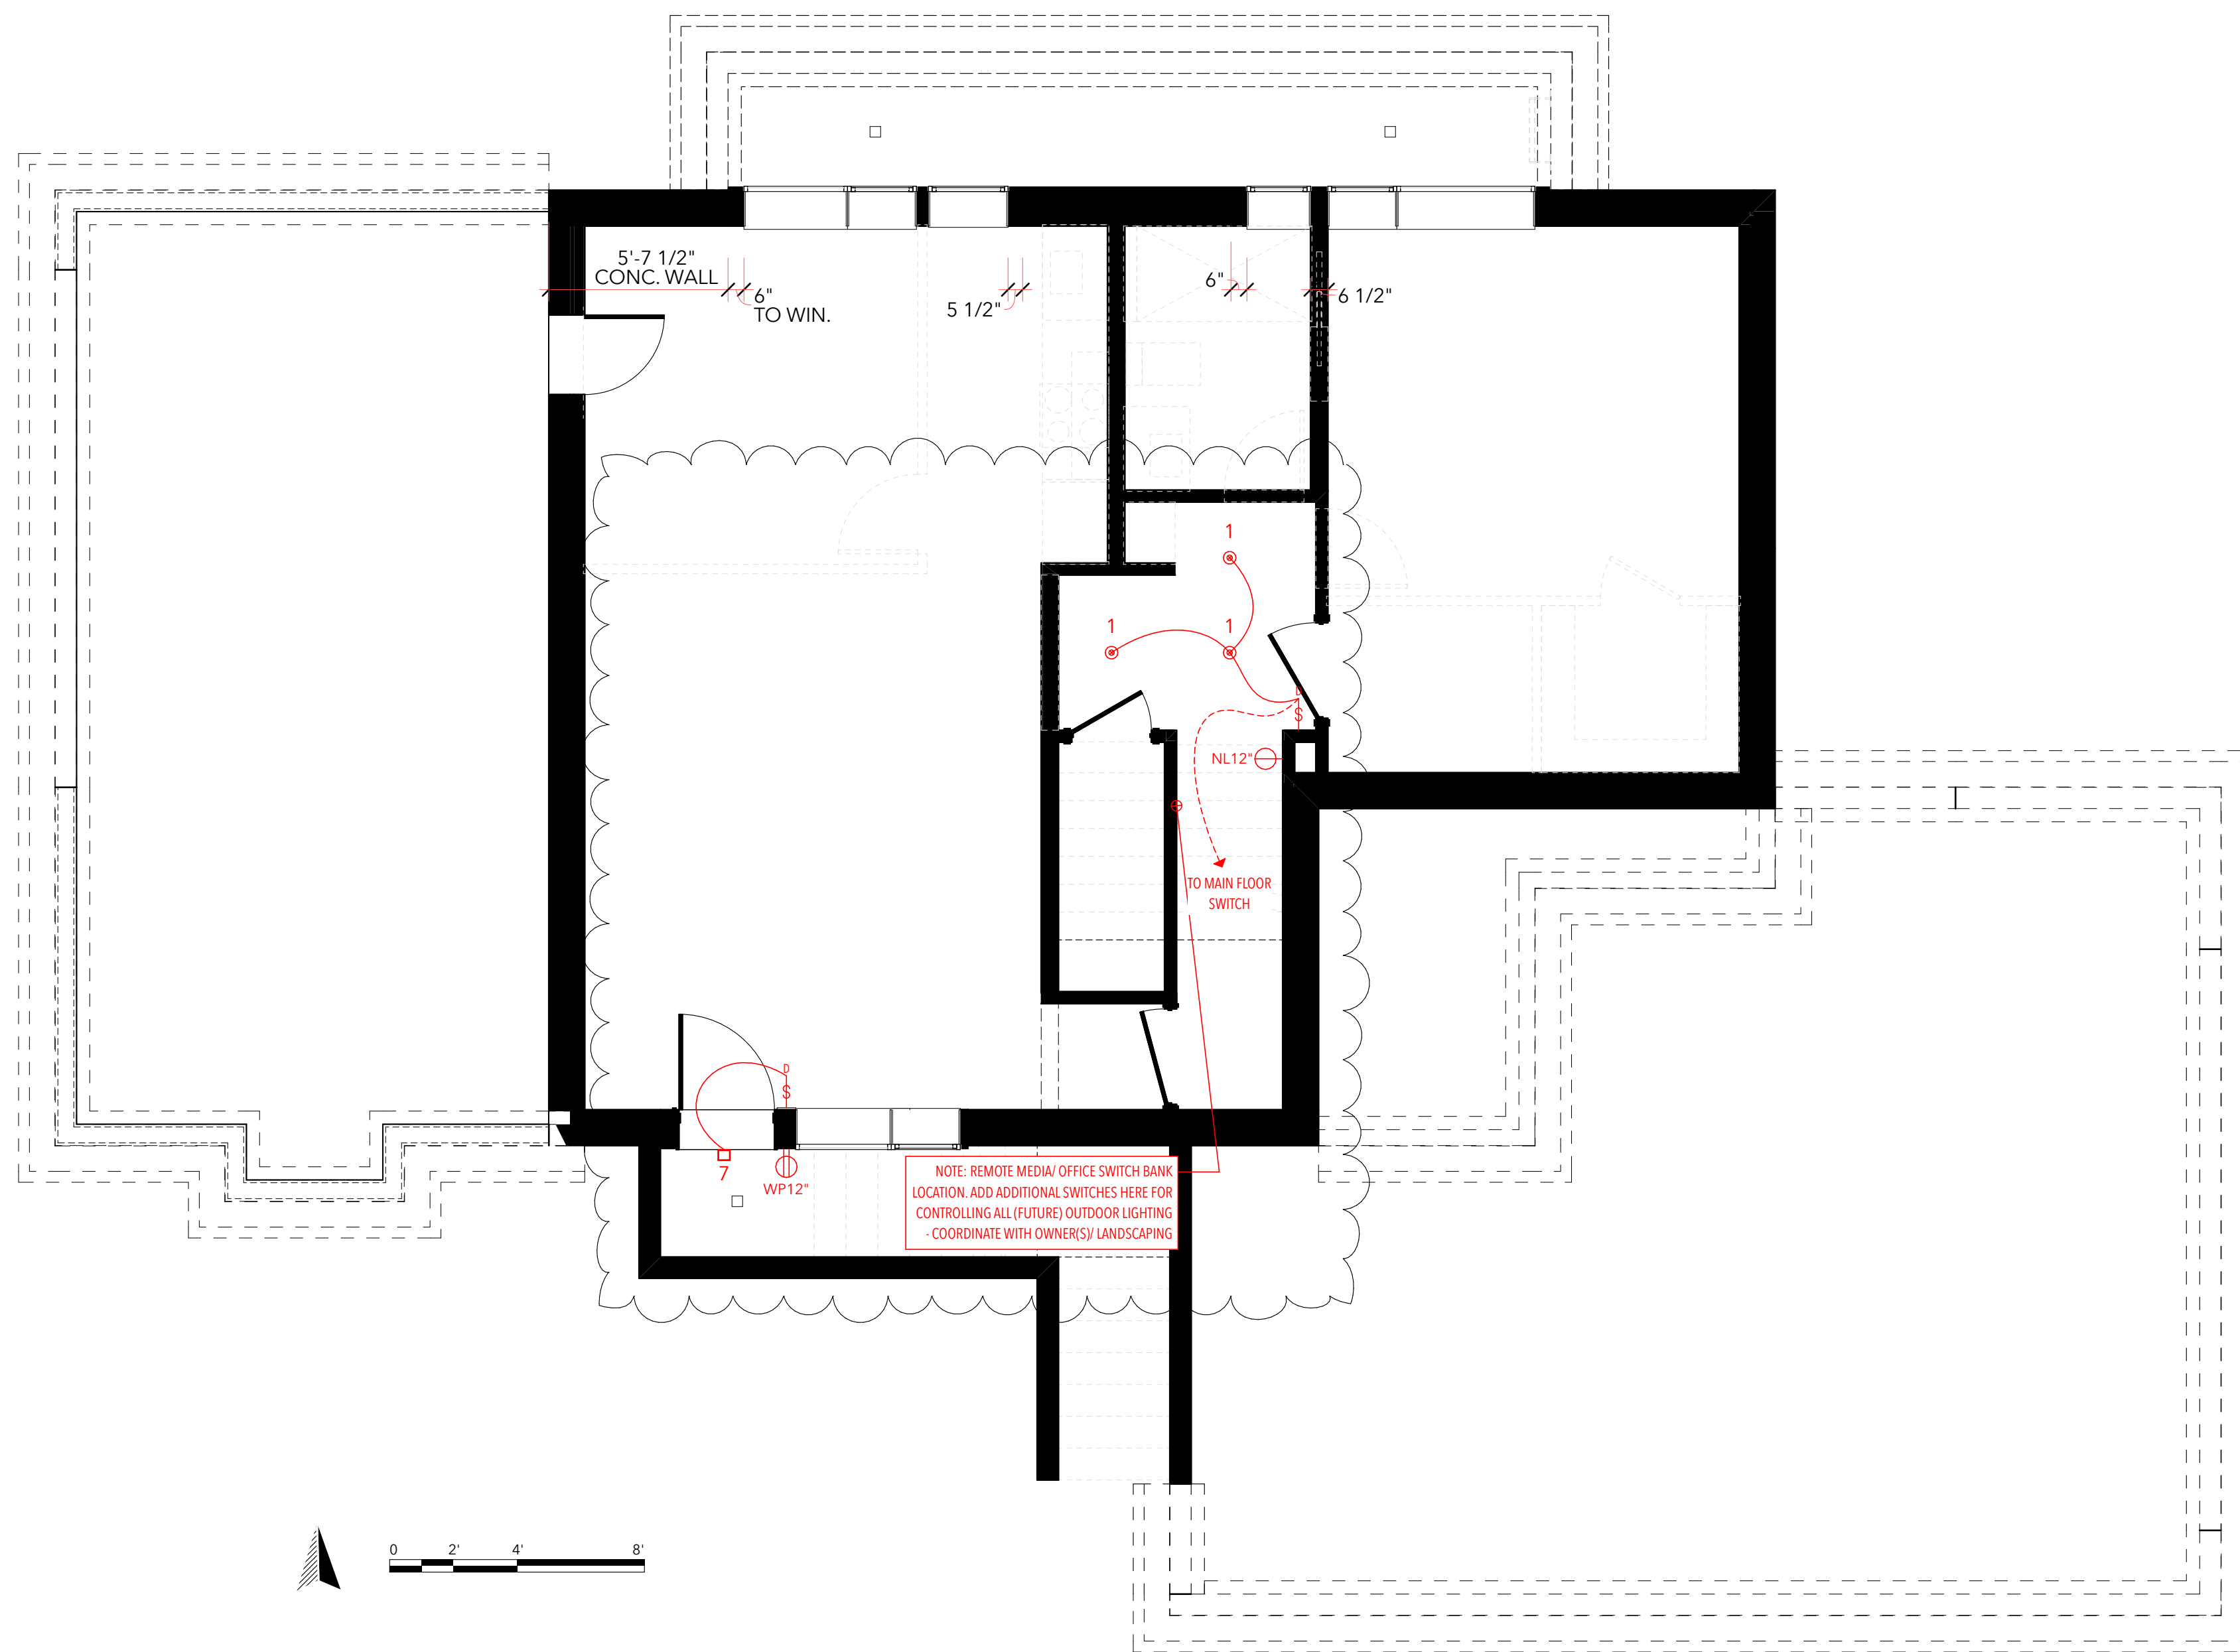 5'-7 1/2"
CONC. WALL
6"
TO WIN.
5 1/2"
6"
6 1/2"
1
1
1
D
S
NL12"
TO MAIN FLOOR
SWITCH
D
S
7
WP12"
NOTE: REMOTE MEDIA/ OFFICE SWITCH BANK
LOCATION. ADD ADDITIONAL SWITCHES HERE FOR
CONTROLLING ALL (FUTURE) OUTDOOR LIGHTING
- COORDINATE WITH OWNER(S)/ LANDSCAPING
0 2' 4' 8'